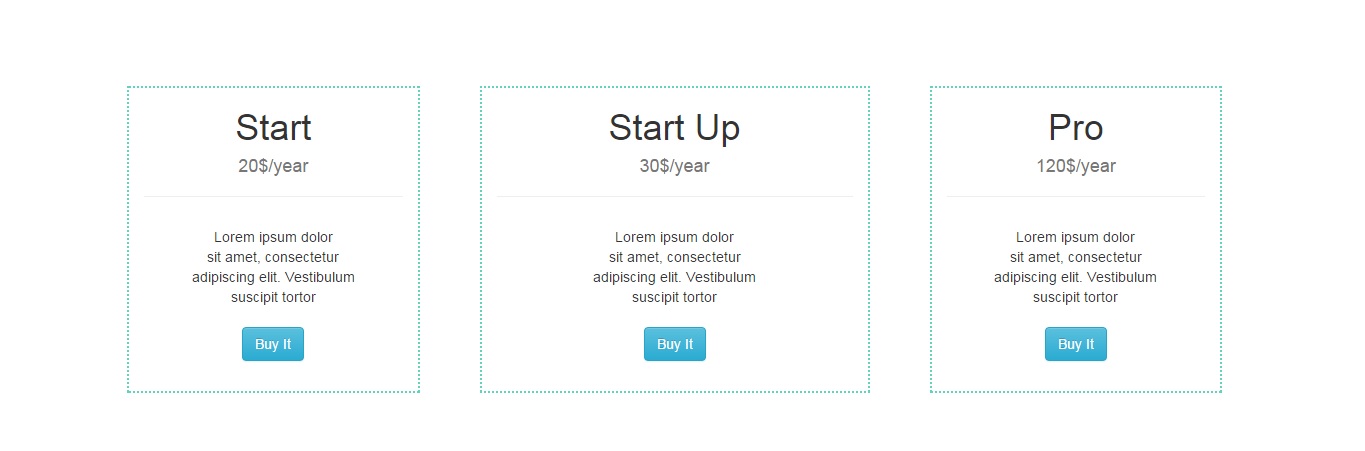 Start
20$/year
Lorem ipsum dolor
sit amet, consectetur
adipiscing elit. Vestibulum
suscipit tortor
Buy It
Start Up
30$/year
Lorem ipsum dolor
sit amet, consectetur
adipiscing elit. Vestibulum
suscipit tortor
Buy It
Pro
120$/year
Lorem ipsum dolor
sit amet, consectetur
adipiscing elit. Vestibulum
suscipit tortor
Buy It